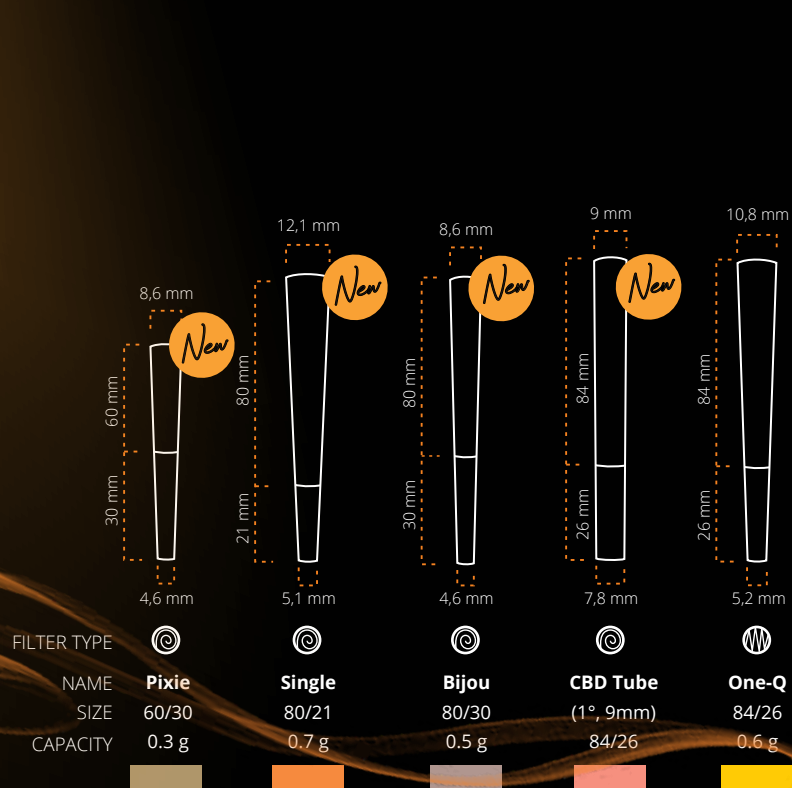 9 mm
10,8 mm
12,1 mm
8,6 mm
8,6 mm
New
New
New
New
60 mm
80 mm
80 mm
84 mm
84 mm
30 mm
21 mm
30 mm
26 mm
26 mm
4,6 mm
5,1 mm
4,6 mm
7,8 mm
5,2 mm
FILTER TYPE
NAME Pixie Single Bijou CBD Tube One-Q
SIZE 60/30 80/21 80/30 (1°, 9mm) 84/26
CAPACITY 0.3 g 0.7 g 0.5 g 84/26 0.6 g